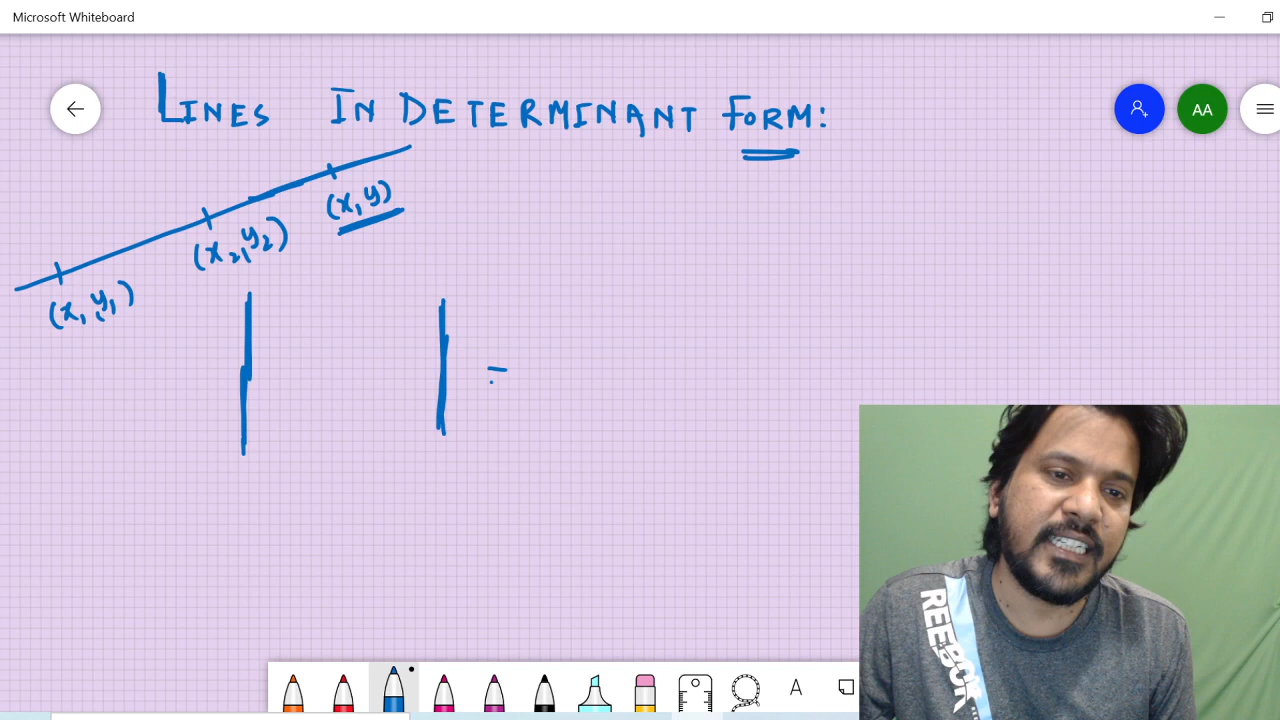 Microsoft Whiteboard
LINES IN DETERMINANT FORM:
AA
(x, y)
(x2, y2)
(x1, y1)
=
REEBOK
A